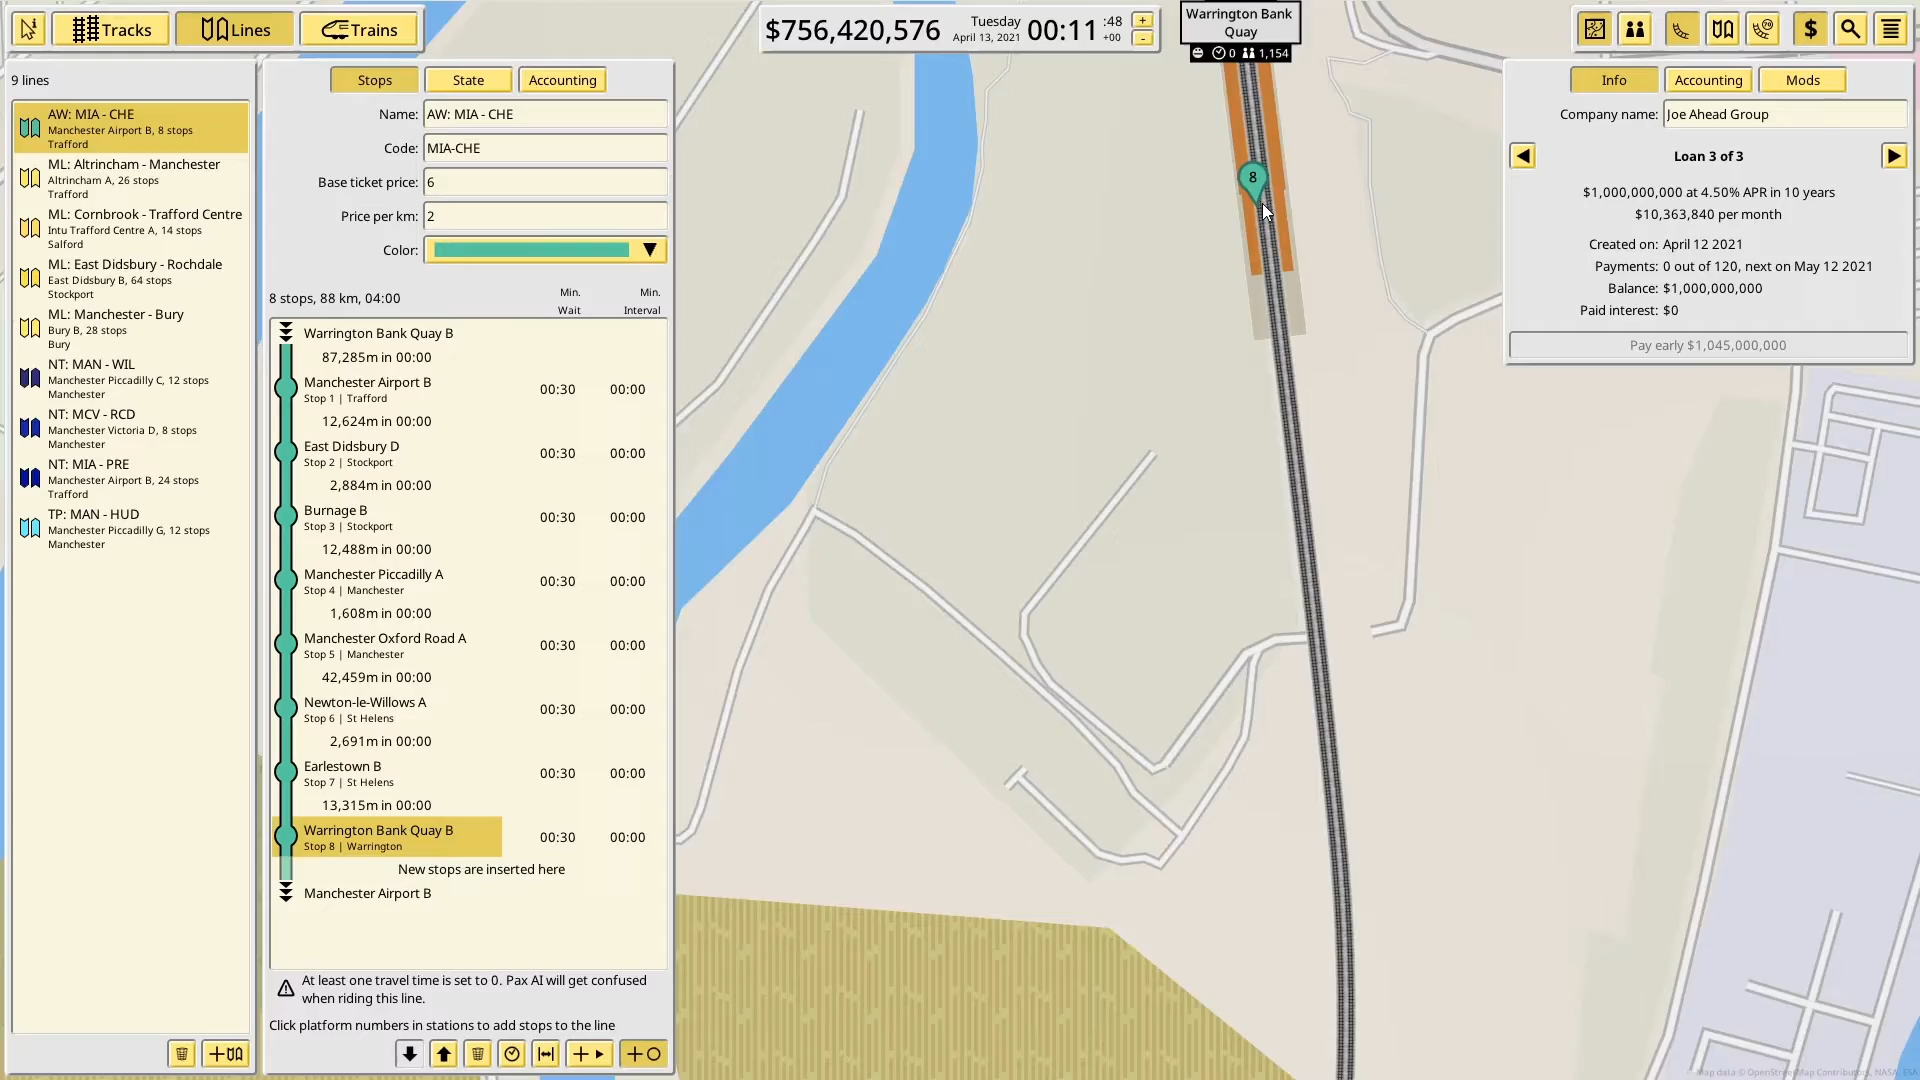 Tracks
Lines
Trains
$756,420,576
Tuesday
April 13, 2021
00:11
:48
+00
+
-
Warrington Bank
Quay
0
1,154
$
9 lines
AW: MIA - CHE
Manchester Airport B, 8 stops
Trafford
ML: Altrincham - Manchester
Altrincham A, 26 stops
Trafford
ML: Cornbrook - Trafford Centre
Intu Trafford Centre A, 14 stops
Salford
ML: East Didsbury - Rochdale
East Didsbury B, 64 stops
Stockport
ML: Manchester - Bury
Bury B, 28 stops
Bury
NT: MAN - WIL
Manchester Piccadilly C, 12 stops
Manchester
NT: MCV - RCD
Manchester Victoria D, 8 stops
Manchester
NT: MIA - PRE
Manchester Airport B, 24 stops
Trafford
TP: MAN - HUD
Manchester Piccadilly G, 12 stops
Manchester
Stops
State
Accounting
Name: AW: MIA - CHE
Code: MIA-CHE
Base ticket price: 6
Price per km: 2
Color:
8 stops, 88 km, 04:00
Min.
Wait
Min.
Interval
Warrington Bank Quay B
87,285m in 00:00
Manchester Airport B
Stop 1 | Trafford
00:30
00:00
12,624m in 00:00
East Didsbury D
Stop 2 | Stockport
00:30
00:00
2,884m in 00:00
Burnage B
Stop 3 | Stockport
00:30
00:00
12,488m in 00:00
Manchester Piccadilly A
Stop 4 | Manchester
00:30
00:00
1,608m in 00:00
Manchester Oxford Road A
Stop 5 | Manchester
00:30
00:00
42,459m in 00:00
Newton-le-Willows A
Stop 6 | St Helens
00:30
00:00
2,691m in 00:00
Earlestown B
Stop 7 | St Helens
00:30
00:00
13,315m in 00:00
Warrington Bank Quay B
Stop 8 | Warrington
00:30
00:00
New stops are inserted here
Manchester Airport B
At least one travel time is set to 0. Pax AI will get confused
when riding this line.
Click platform numbers in stations to add stops to the line
8
Info
Accounting
Mods
Company name: Joe Ahead Group
Loan 3 of 3
$1,000,000,000 at 4.50% APR in 10 years
$10,363,840 per month
Created on: April 12 2021
Payments: 0 out of 120, next on May 12 2021
Balance: $1,000,000,000
Paid interest: $0
Pay early $1,045,000,000
Map data © OpenStreetMap Contributors, NASA, ESA